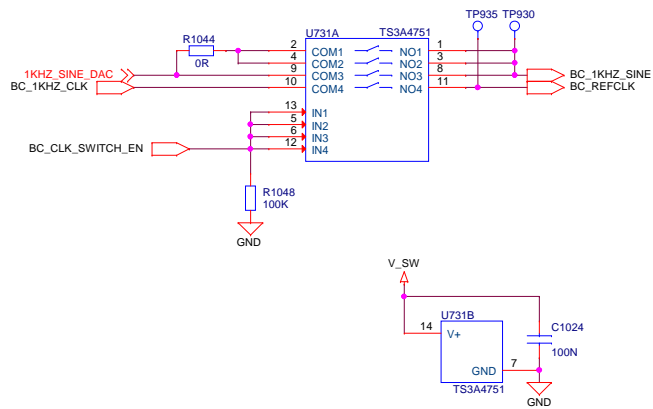 TP935 TP930
U731A TS3A4751
R1044
0R
2 COM1 NO1 1
4 COM2 NO2 3
1KHZ_SINE_DAC 9 COM3 NO3 8 BC_1KHZ_SINE
BC_1KHZ_CLK 10 COM4 NO4 11 BC_REFCLK
13 IN1
5 IN2
6 IN3
BC_CLK_SWITCH_EN 12 IN4
R1048
100K
GND
V_SW
U731B
14 V+
C1024
100N
GND 7
TS3A4751
GND